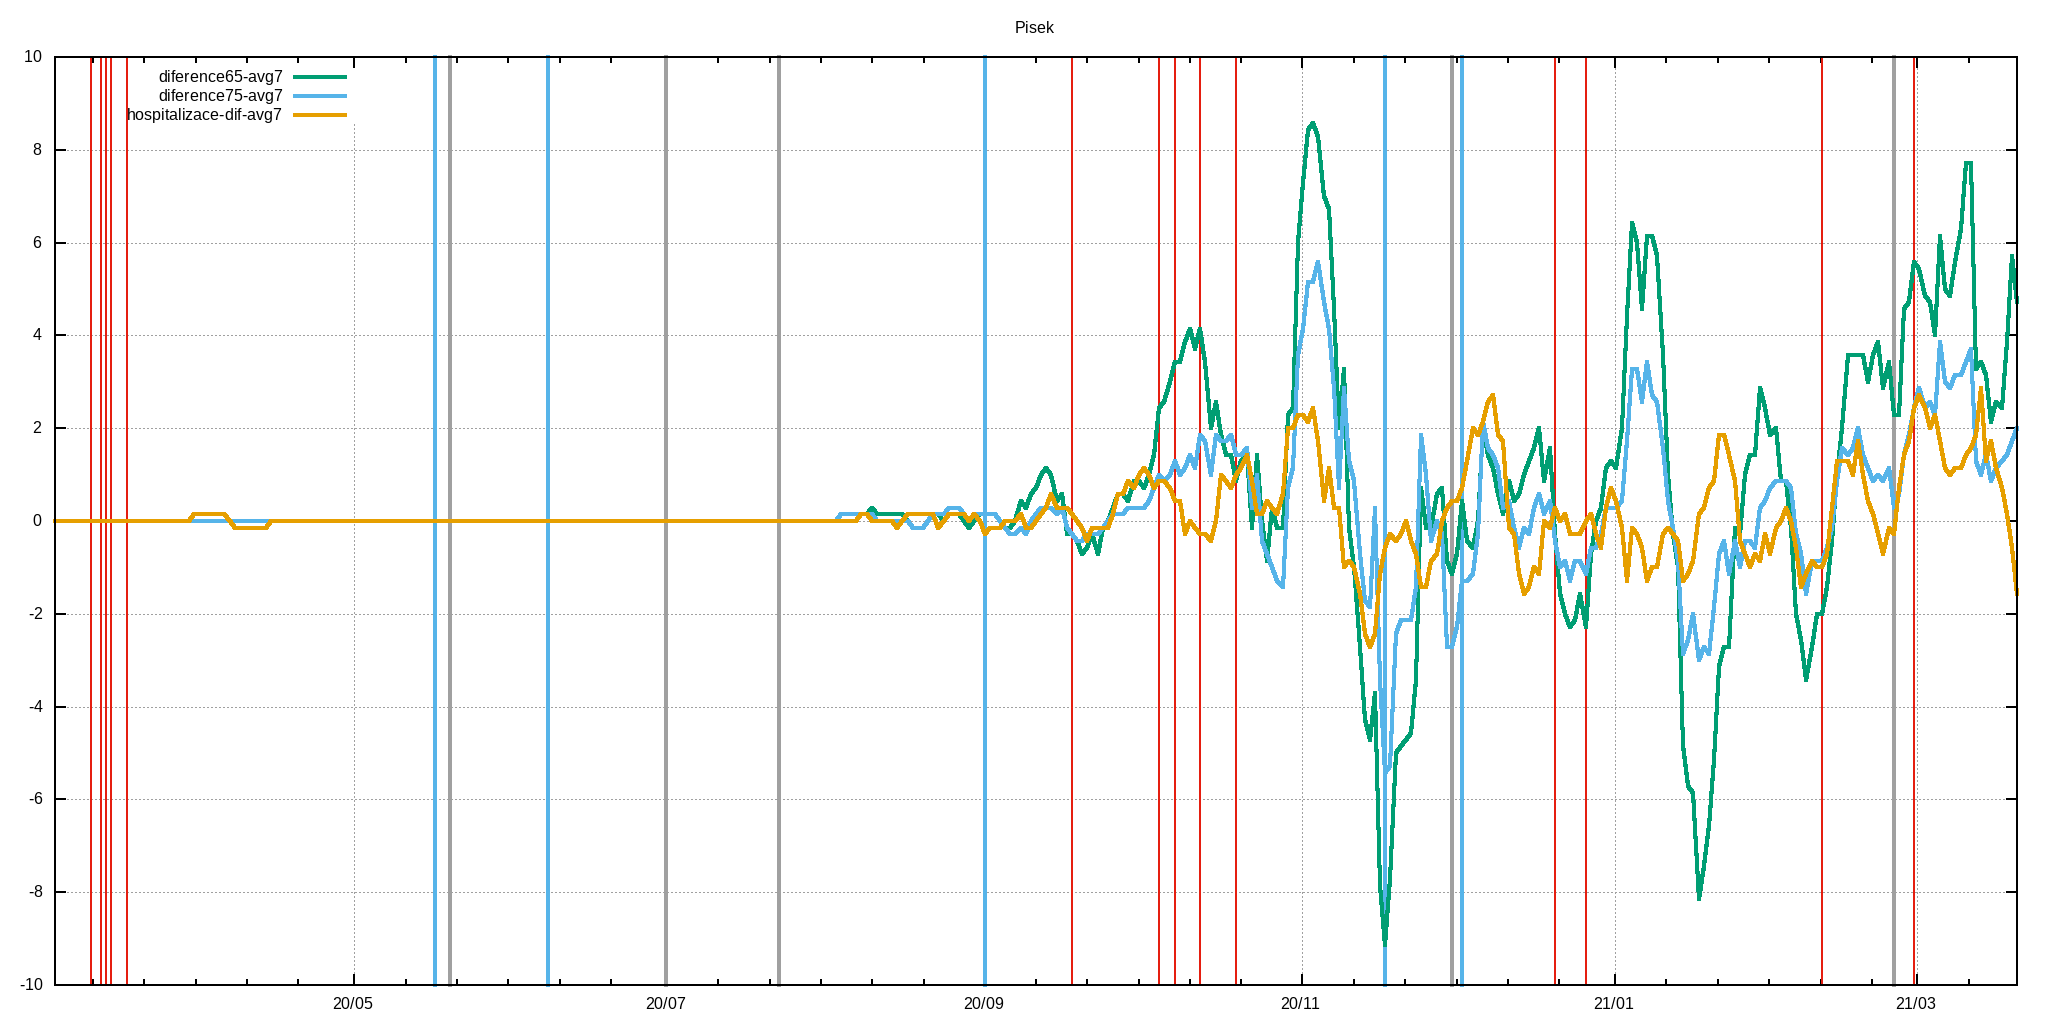 Pisek
diference65-avg7
diference75-avg7
hospitalizace-dif-avg7
10
8
6
4
2
0
-2
-4
-6
-8
-10
20/05 20/07 20/09 20/11 21/01 21/03